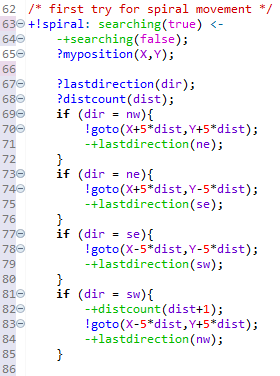 62 /* first try for spiral movement */
63 +!spiral: searching(true) <-
64 -+searching(false);
65 ?myposition(X,Y);
66
67 ?lastdirection(dir);
68 ?distcount(dist);
69 if (dir = nw){
70 !goto(X+5*dist,Y+5*dist);
71 -+lastdirection(ne);
72 }
73 if (dir = ne){
74 !goto(X+5*dist,Y-5*dist);
75 -+lastdirection(se);
76 }
77 if (dir = se){
78 !goto(X-5*dist,Y-5*dist);
79 -+lastdirection(sw);
80 }
81 if (dir = sw){
82 -+distcount(dist+1);
83 !goto(X-5*dist,Y+5*dist);
84 -+lastdirection(nw);
85 }
86